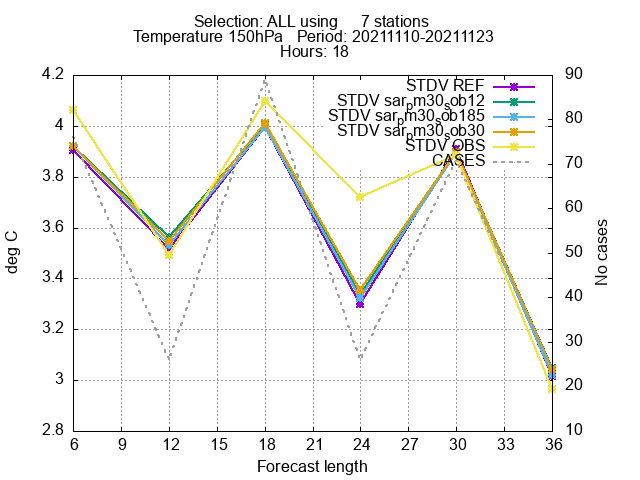 Selection: ALL using 7 stations
Temperature 150hPa Period: 20211110-20211123
Hours: 18
STDV REF
STDV sarpm30sob12
STDV sarpm30sob185
STDV sarpm30sob30
STDV OBS
CASES
4.2
4
3.8
3.6
3.4
3.2
3
2.8
deg C
90
80
70
60
50
40
30
20
10
No cases
6 9 12 15 18 21 24 27 30 33 36
Forecast length